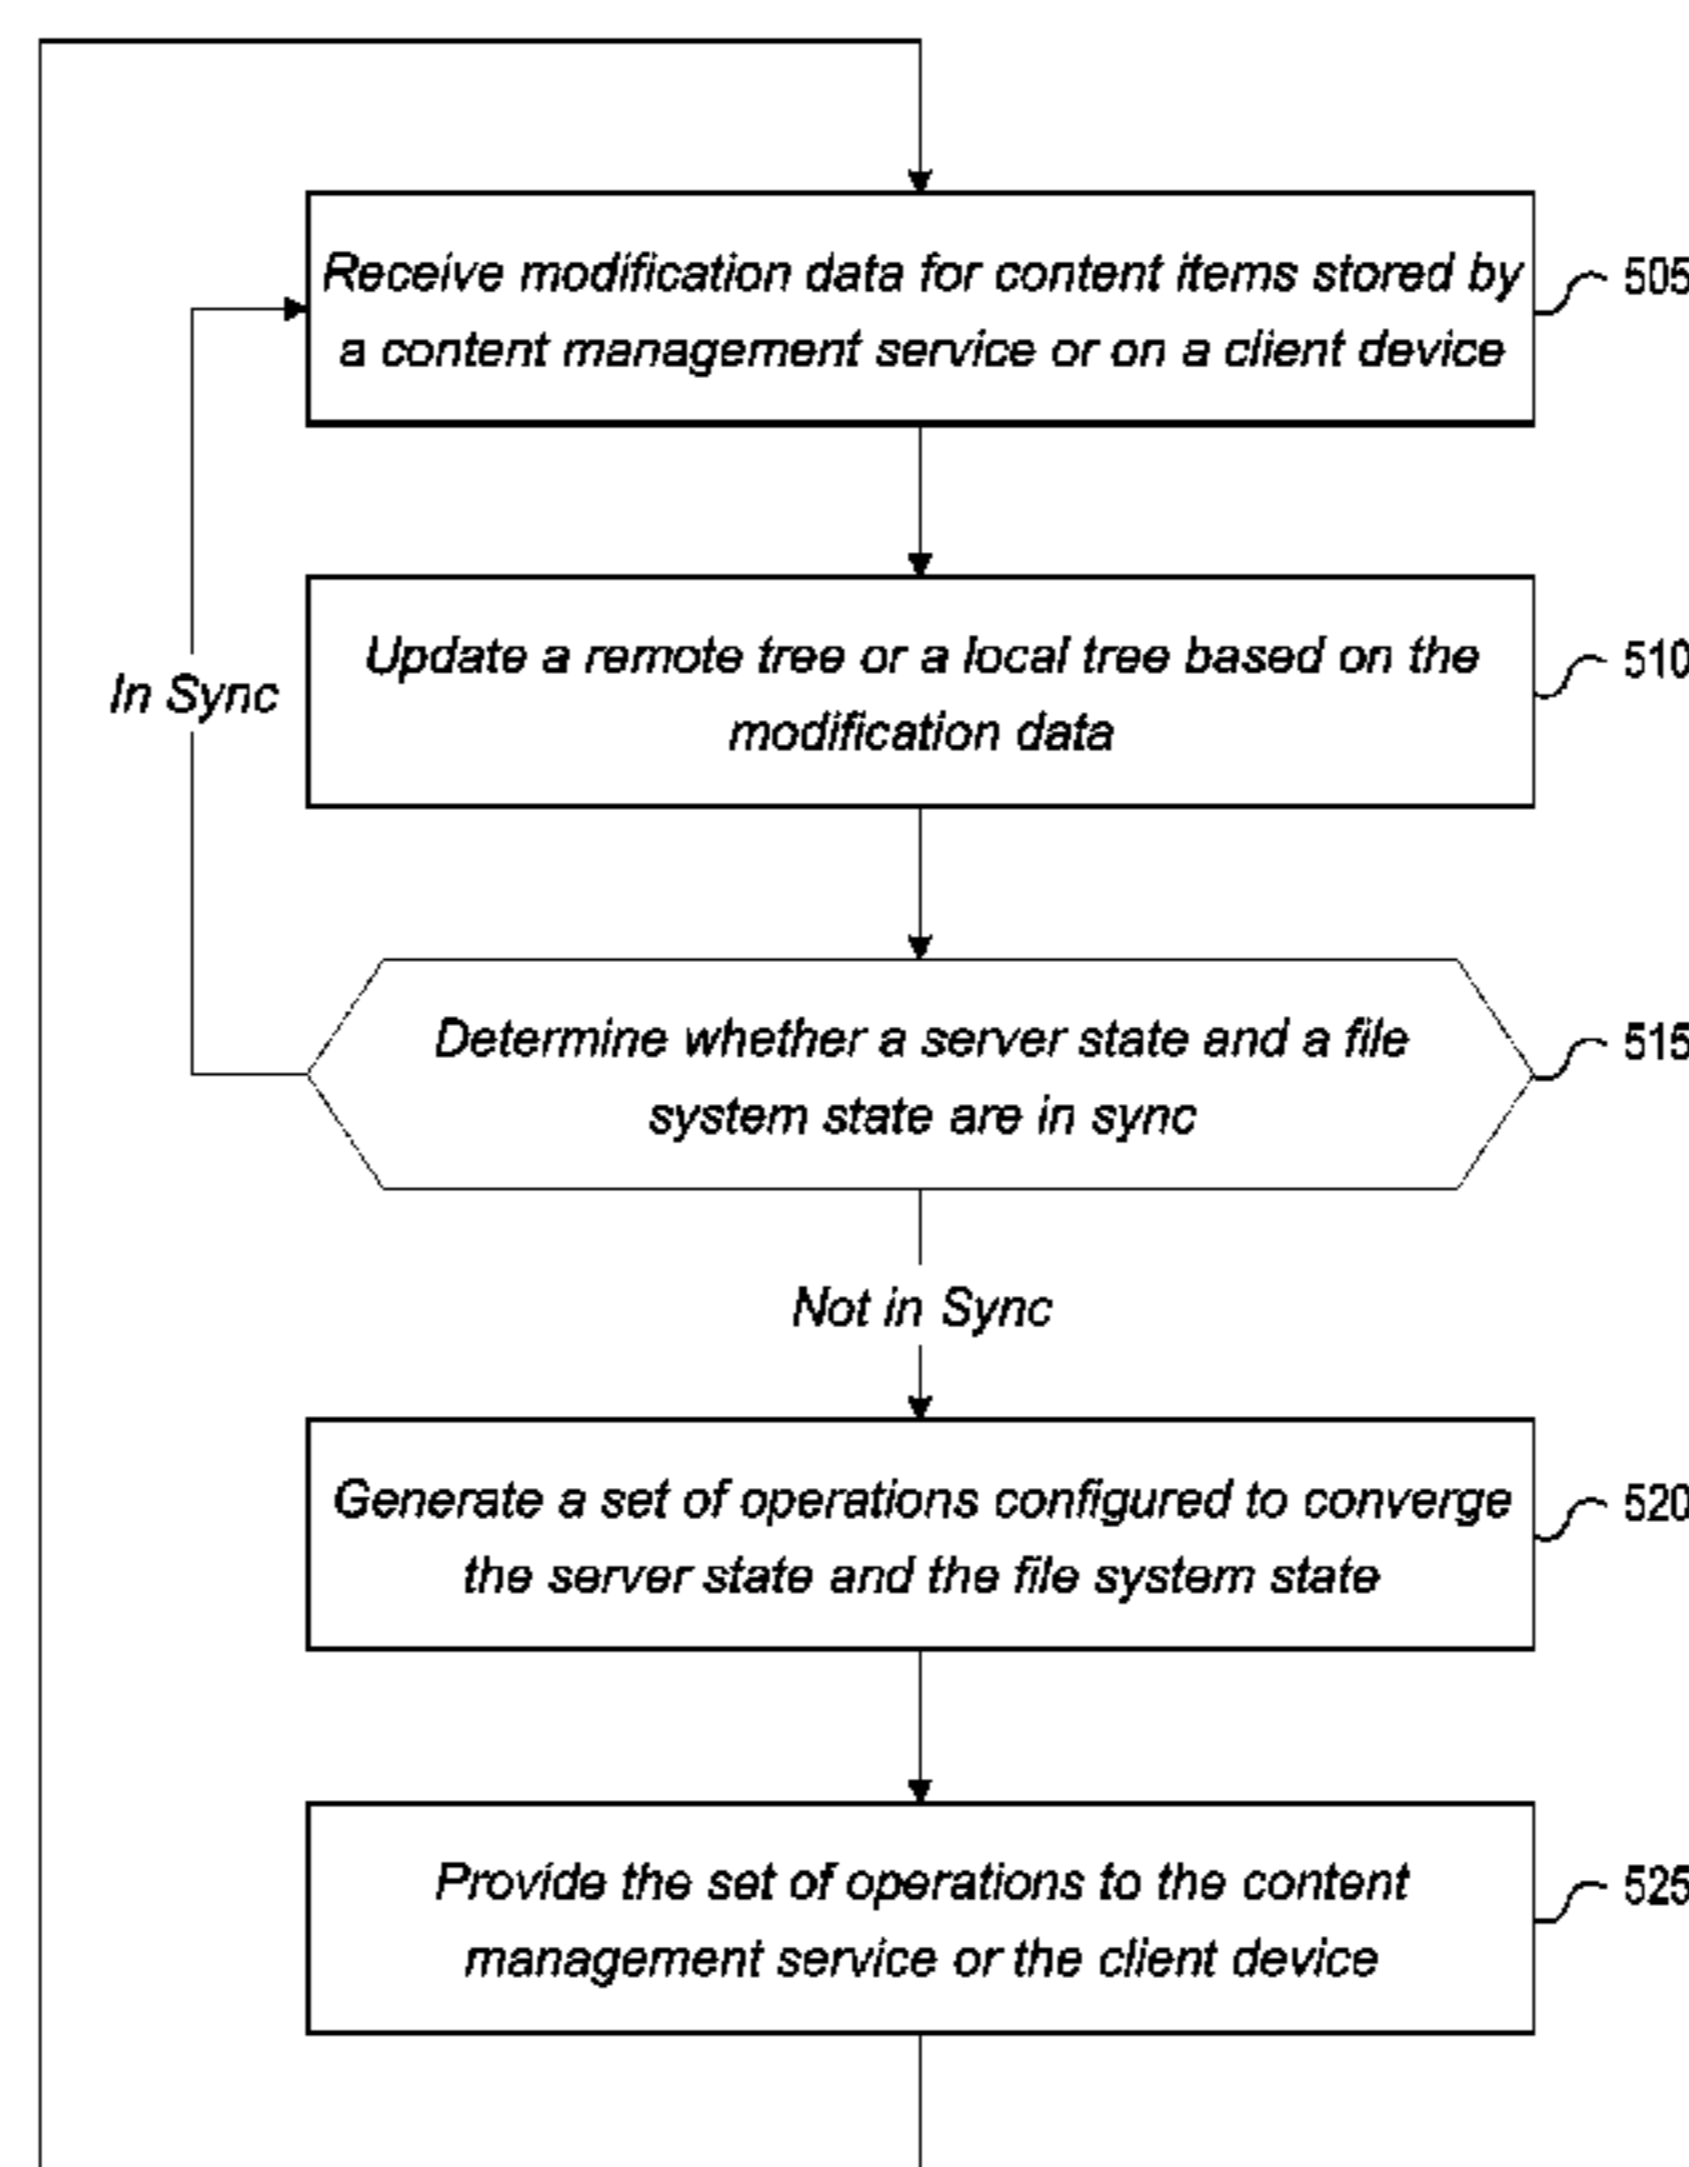 Receive modification data for content items stored by
a content management service or on a client device
505
Update a remote tree or a local tree based on the
modification data
510
In Sync
Determine whether a server state and a file
system state are in sync
515
Not in Sync
Generate a set of operations configured to converge
the server state and the file system state
520
Provide the set of operations to the content
management service or the client device
525